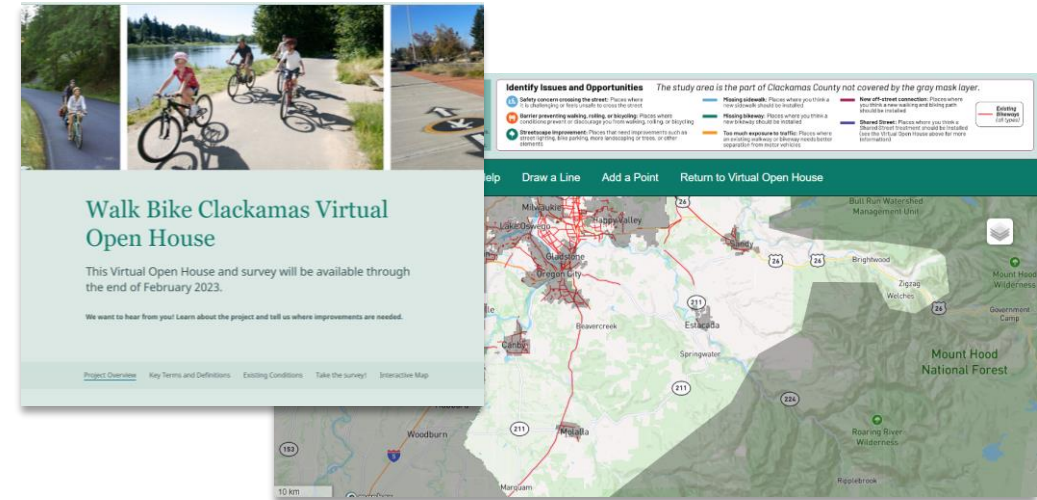 Walk Bike Clackamas Virtual
Open House
This Virtual Open House and survey will be available through
the end of February 2023.
We want to hear from you! Learn about the project and tell us where improvements are needed.
Project Overview Key Terms and Definitions Existing Conditions Take the survey! Interactive Map
Identify Issues and Opportunities The study area is the part of Clackamas County not covered by the gray mask layer.
Safety concern crossing the street: Places where
it is challenging or feels unsafe to cross the street
Barrier preventing walking, rolling, or bicycling: Places where
conditions prevent or discourage you from walking, rolling or bicycling
Streetscape Improvement: Places that need improvements such as
street lighting, bike parking, more landscaping or trees, or other
elements
Missing sidewalk: Places where you think a
new sidewalk should be installed
Missing bikeway: Places where you think a
new bikeway should be installed
Too much exposure to traffic: Places where
an existing walkway or bikeway needs better
separation from motor vehicles
New off-street connection: Places where
you think a new walking and biking path
should be installed
Shared Street: Places where you think a
Shared Street treatment should be installed
(see the Virtual Open House above for more
information)
Existing
Bikeways
(all types)
elp Draw a Line Add a Point Return to Virtual Open House
Milwaukie
26
Bull Run Watershed
Management Unit
Lake Oswego
Happy Valley
Sandy
Gladstone
26
26
Brightwood
Oregon City
Mount Hood
Wilderness
Zigzag
Welches
211
26
Government
Camp
Beavercreek
Estacada
Canby
Springwater
Mount Hood
National Forest
211
224
Roaring River
Wilderness
211
Molalla
Woodburn
153
5
Ripplebrook
Marquam
10 km